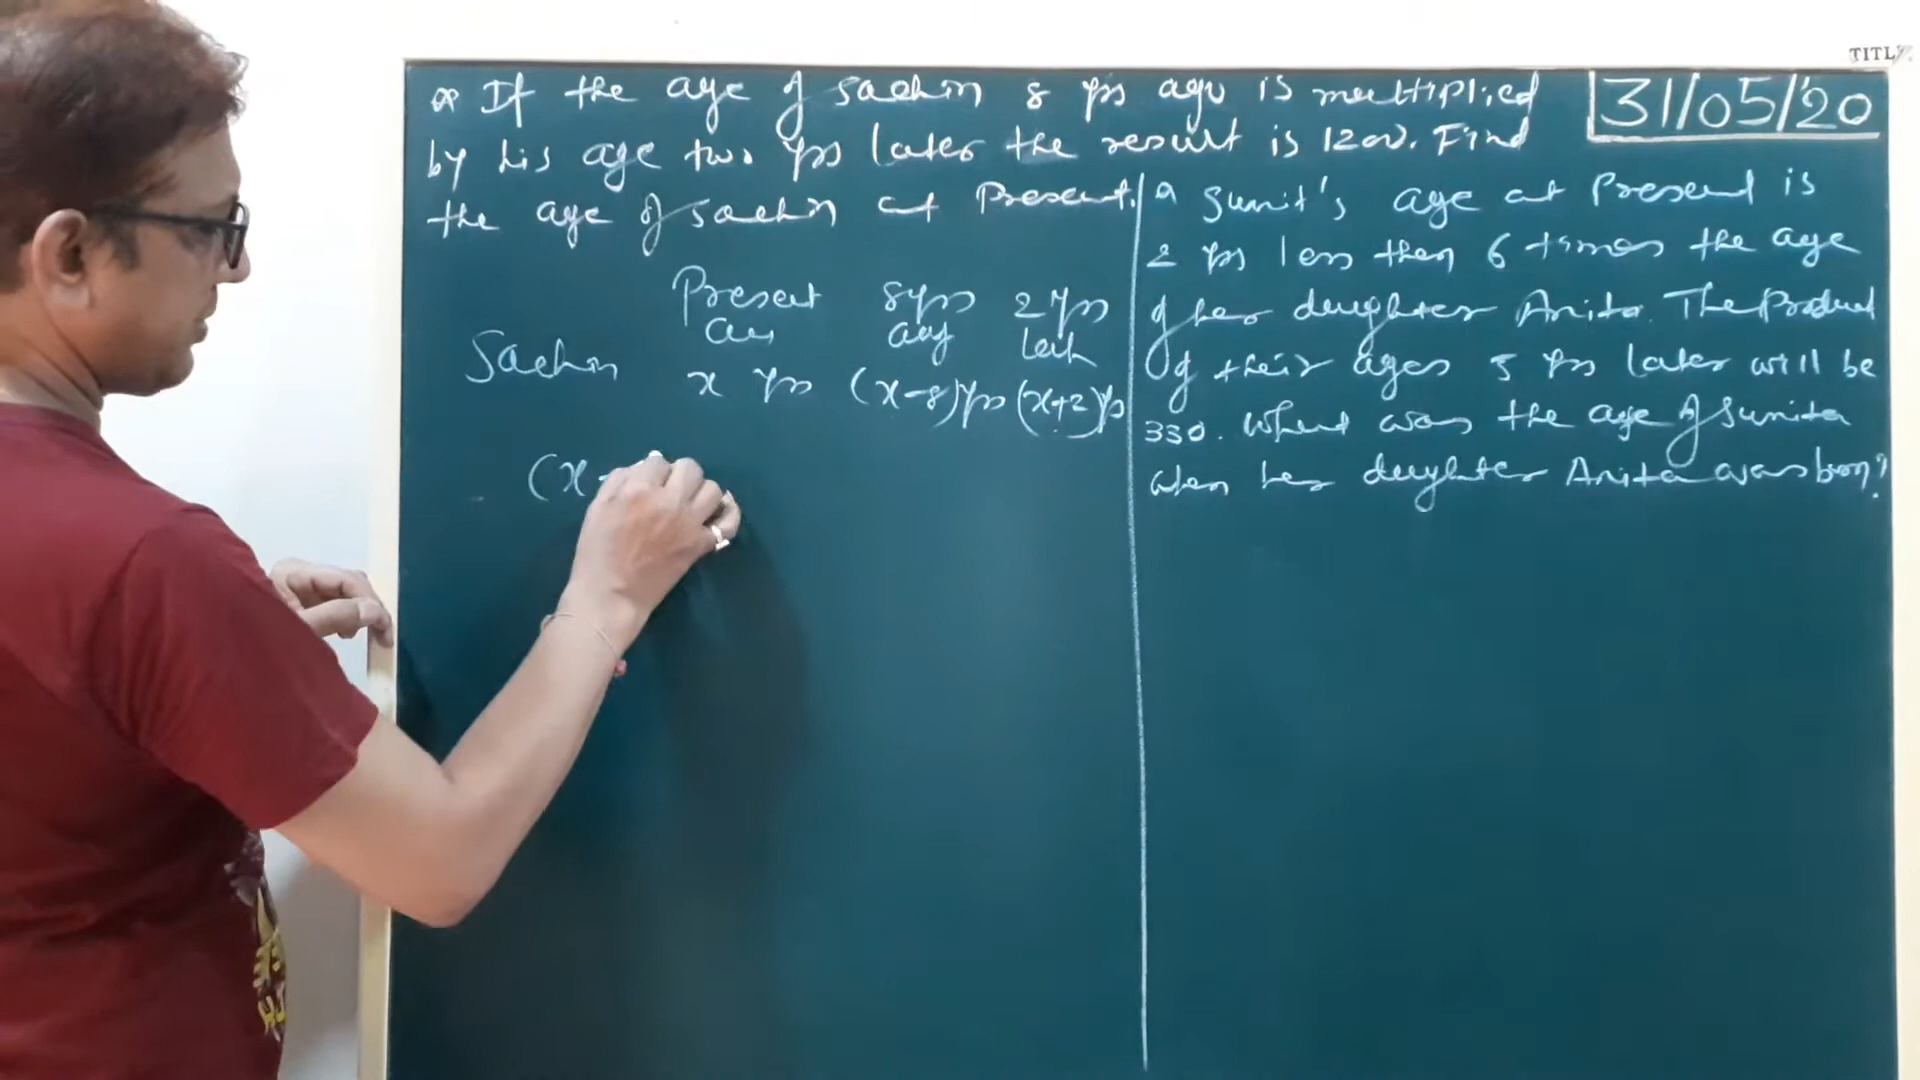 TITL
31/05/20
If the age of sachin 8 yrs ago is multiplied
by his age two yrs later the result is 1200. Find
the age of sachin at Present.
Present 8yrs 2 yrs
Sachin
x yrs (x-8)yrs (x+2)yrs
(x-
Q Sunit's age at Present is
2 yrs less then 6 times the age
of her daughter Anita. The Product
of their ages 5 yrs later will be
330. What was the age of Sunita
when her daughter Anita was born?